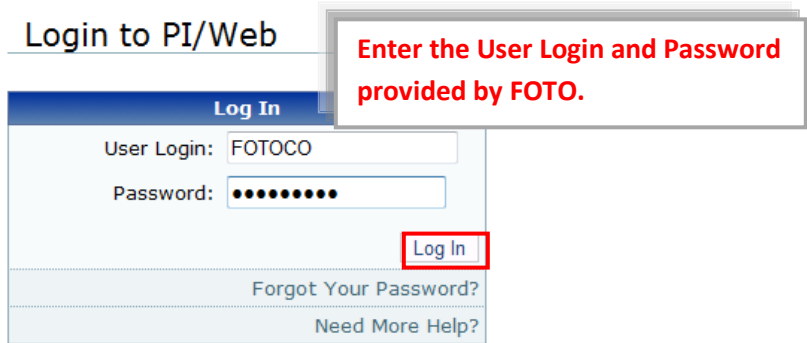 Login to PI/Web
Enter the User Login and Password
provided by FOTO.
Log In
User Login: FOTOCO
Password: •••••••••
Log In
Forgot Your Password?
Need More Help?